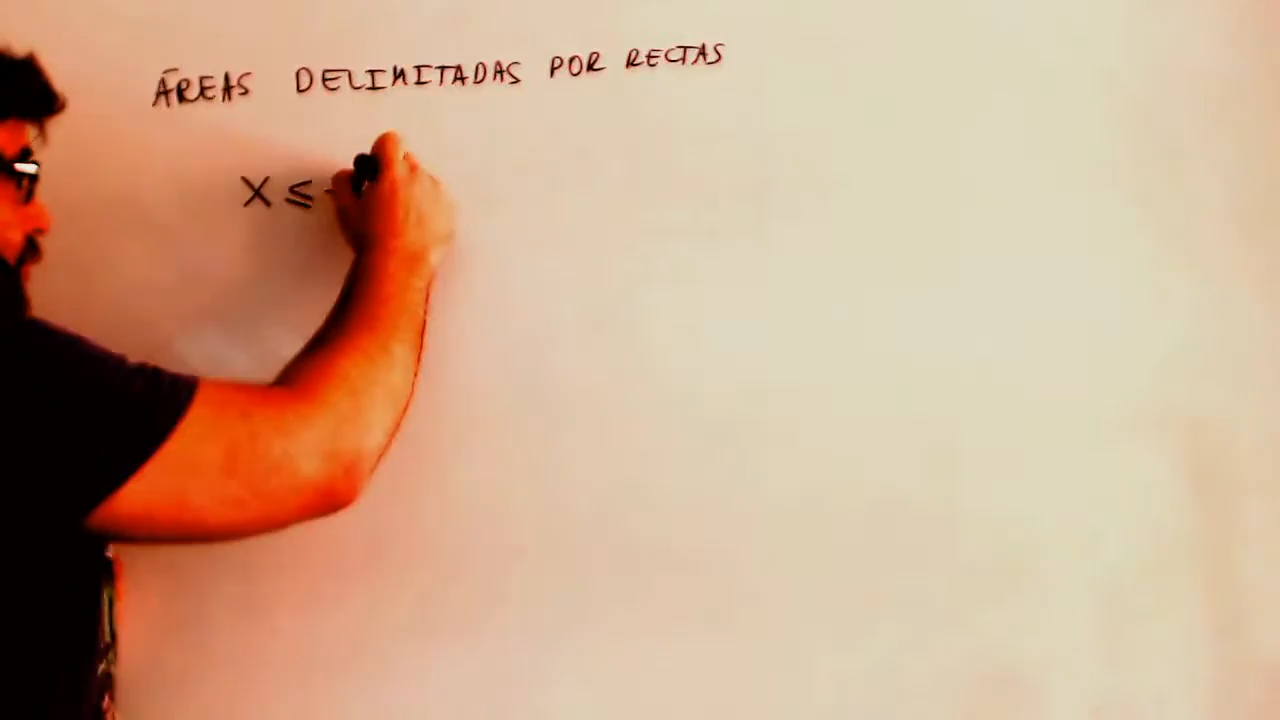 ÁREAS DELIMITADAS POR RECTAS
X ≤